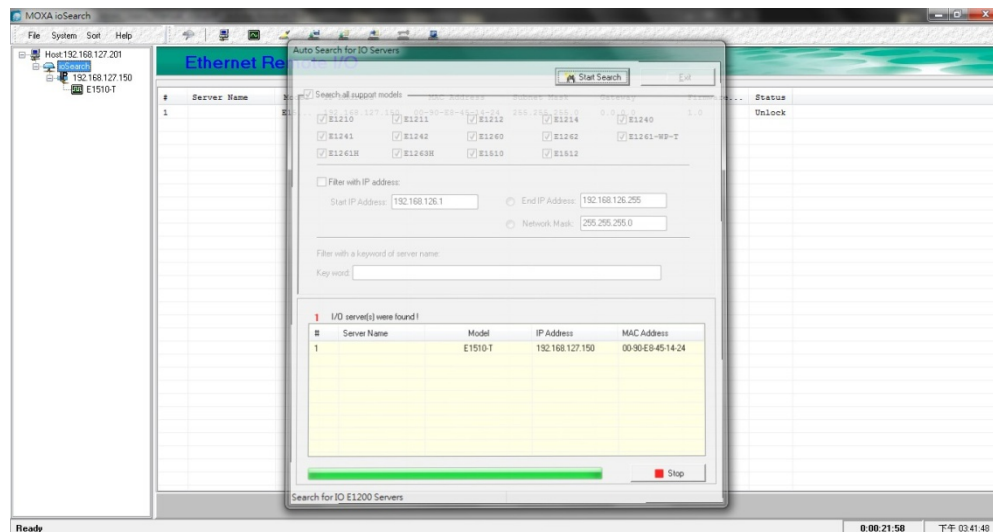 MOXA ioSearch
File System Sort Help
Host:192.168.127.201
ioSearch
192.168.127.150
E1510-T
Ethernet Remote I/O
# Server Name Status
1 Unlock
Auto Search for IO Servers
Start Search Exit
Search all support models
E1210 E1211 E1212 E1214 E1240
E1241 E1242 E1260 E1262 E1261-WP-T
E1261H E1263H E1510 E1512
Filter with IP address:
Start IP Address: 192.168.126.1 End IP Address: 192.168.126.255
Network Mask: 255.255.255.0
Filter with a keyword of server name:
Key word:
1 I/O server(s) were found !
# Server Name Model IP Address MAC Address
1 E1510-T 192.168.127.150 00-90-E8-45-14-24
Stop
Search for IO E1200 Servers
Ready 0:00:21:58 下午 03:41:48